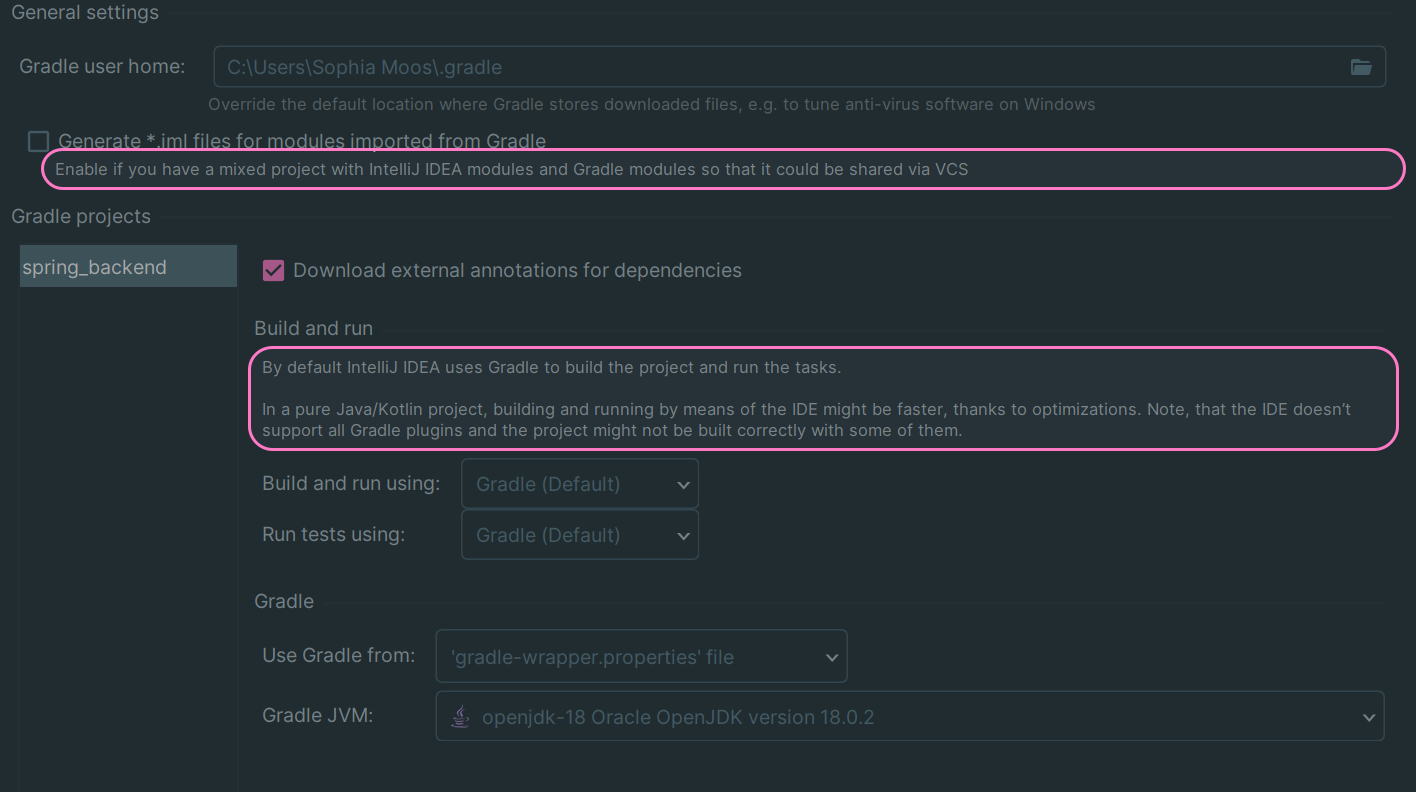 General settings
Gradle user home:
C:\Users\Sophia Moos\.gradle
Override the default location where Gradle stores downloaded files, e.g. to tune anti-virus software on Windows
Generate *.iml files for modules imported from Gradle
Enable if you have a mixed project with IntelliJ IDEA modules and Gradle modules so that it could be shared via VCS
Gradle projects
spring_backend
Download external annotations for dependencies
Build and run
By default IntelliJ IDEA uses Gradle to build the project and run the tasks.
In a pure Java/Kotlin project, building and running by means of the IDE might be faster, thanks to optimizations. Note, that the IDE doesn’t
support all Gradle plugins and the project might not be built correctly with some of them.
Build and run using:
Gradle (Default)
Run tests using:
Gradle (Default)
Gradle
Use Gradle from:
'gradle-wrapper.properties' file
Gradle JVM:
openjdk-18 Oracle OpenJDK version 18.0.2